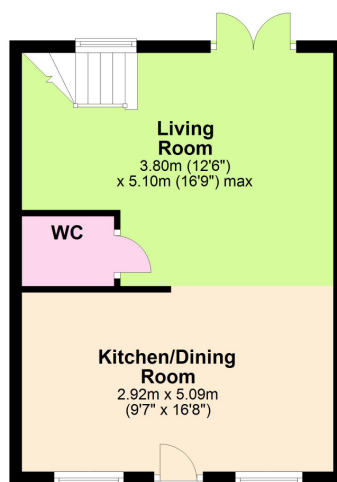 Living
Room
3.80m (12'6")
x 5.10m (16'9") max
WC
Kitchen/Dining
Room
2.92m x 5.09m
(9'7" x 16'8")